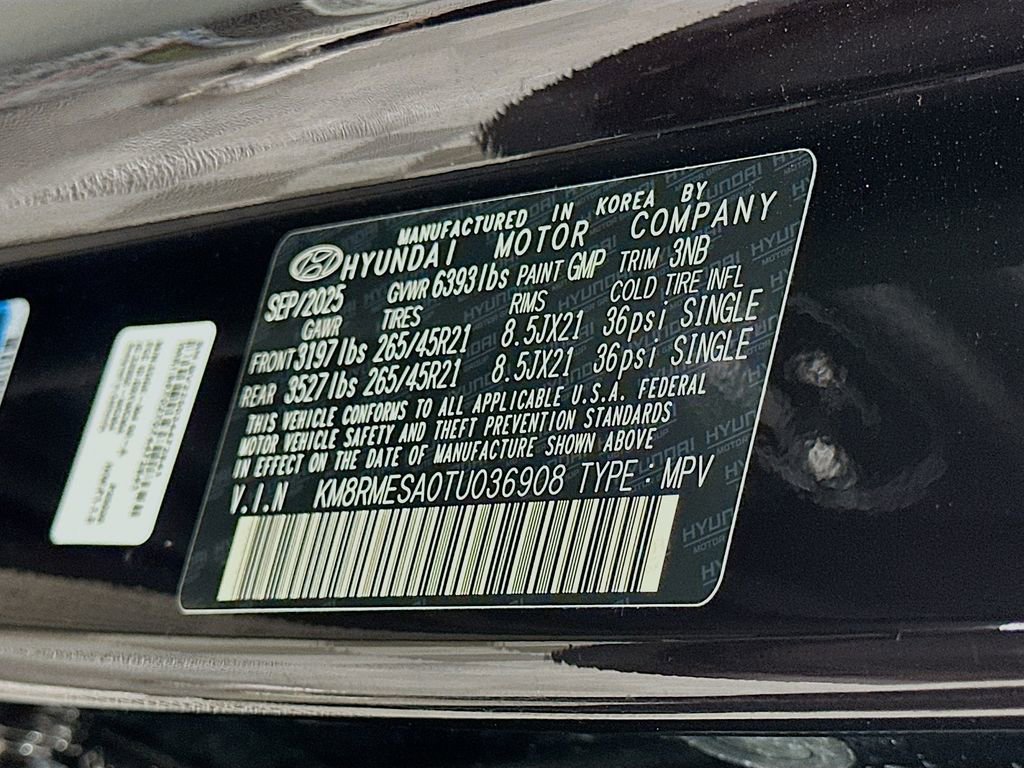 MANUFACTURED IN KOREA BY
HYUNDAI MOTOR COMPANY
SEP/2025 GVWR 6393lbs PAINT GMP TRIM 3NB
GAWR TIRES RIMS COLD TIRE INFL
FRONT 3197lbs 265/45R21 8.5JX21 36psi SINGLE
REAR 3527lbs 265/45R21 8.5JX21 36psi SINGLE
THIS VEHICLE CONFORMS TO ALL APPLICABLE U.S.A. FEDERAL
MOTOR VEHICLE SAFETY AND THEFT PREVENTION STANDARDS
IN EFFECT ON THE DATE OF MANUFACTURE SHOWN ABOVE
V.I.N KM8RMESA0TU036908 TYPE : MPV